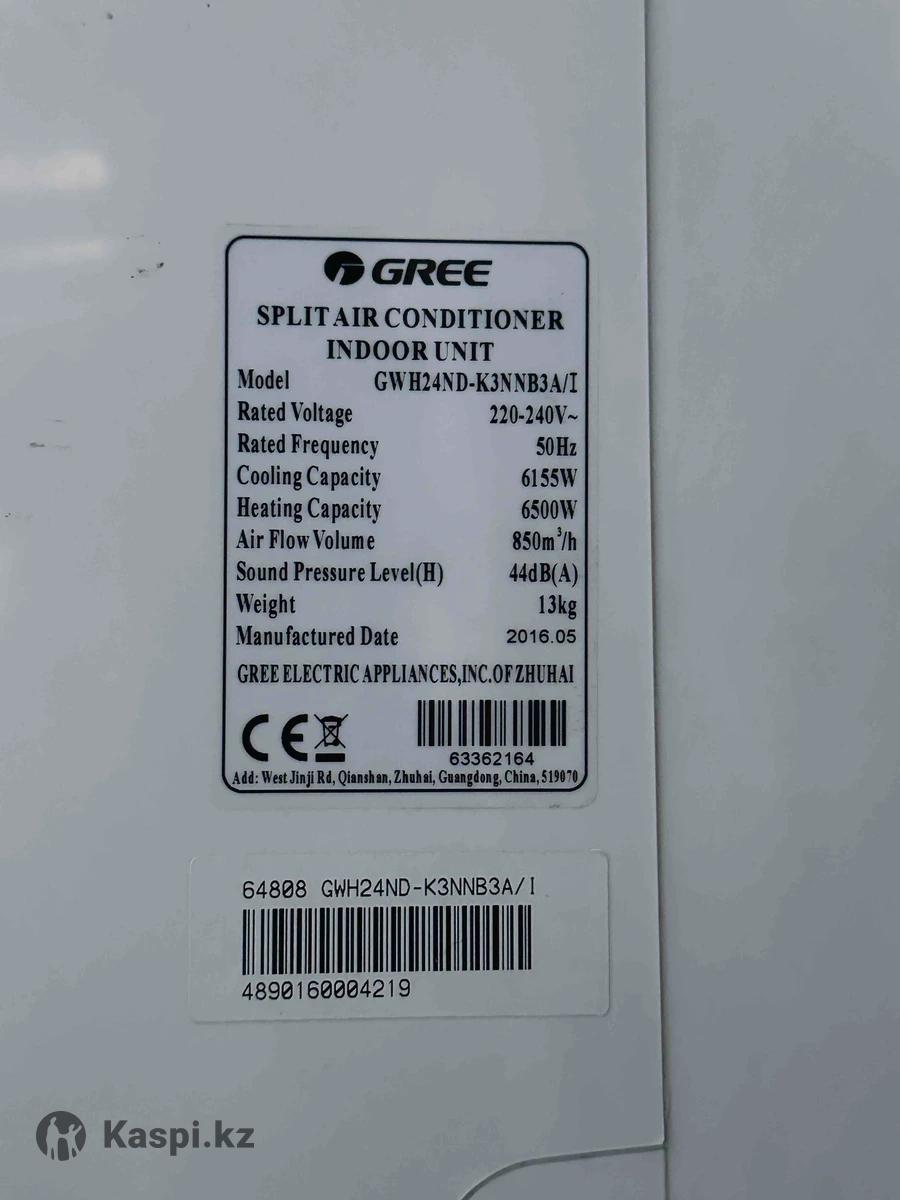 GREE
SPLIT AIR CONDITIONER
INDOOR UNIT
Model GWH24ND-K3NNB3A/I
Rated Voltage 220-240V~
Rated Frequency 50Hz
Cooling Capacity 6155W
Heating Capacity 6500W
Air Flow Volume 850m³/h
Sound Pressure Level(H) 44dB(A)
Weight 13kg
Manufactured Date 2016.05
GREE ELECTRIC APPLIANCES,INC.OF ZHUHAI
CE
63362164
Add: West Jinji Rd, Qianshan, Zhuhai, Guangdong, China, 519070
64808 GWH24ND-K3NNB3A/I
4890160004219
Kaspi.kz